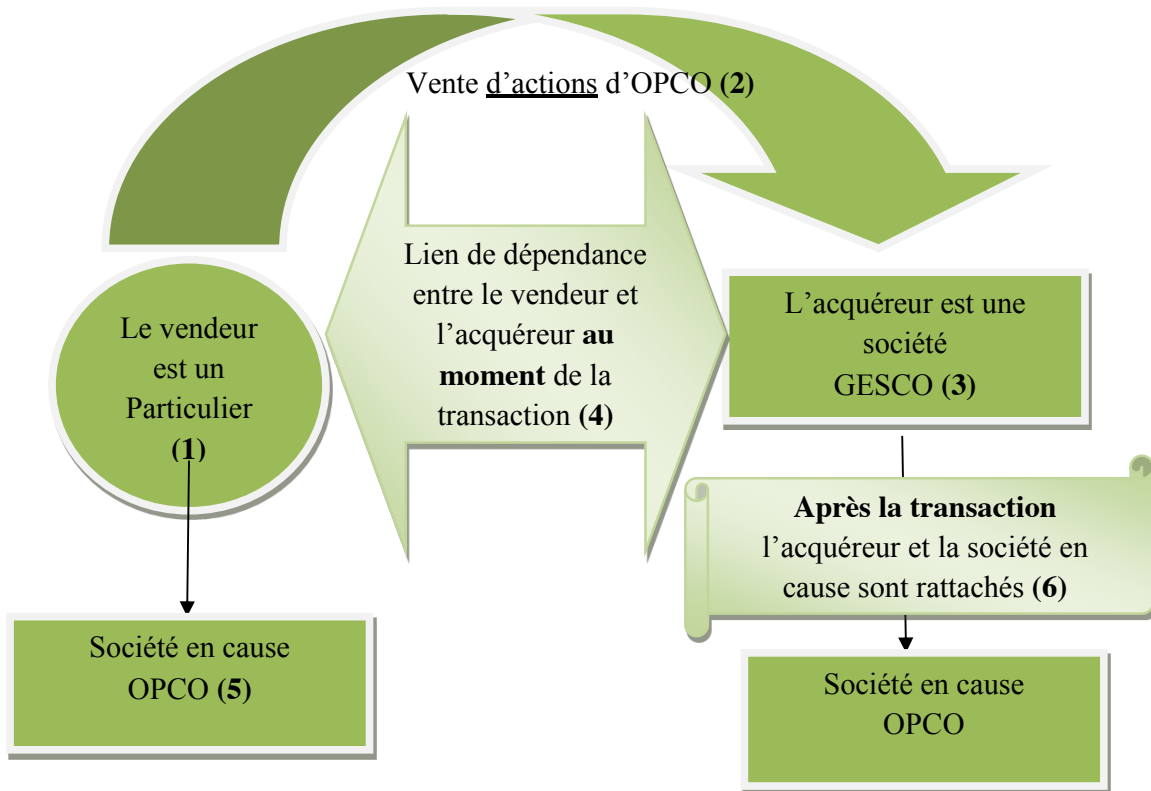 Vente d'actions d'OPCO (2)
Le vendeur
est un
Particulier
(1)
Lien de dépendance
entre le vendeur et
l'acquéreur au
moment de la
transaction (4)
L'acquéreur est une
société
GESCO (3)
Après la transaction
l'acquéreur et la société en
cause sont rattachés (6)
Société en cause
OPCO (5)
Société en cause
OPCO